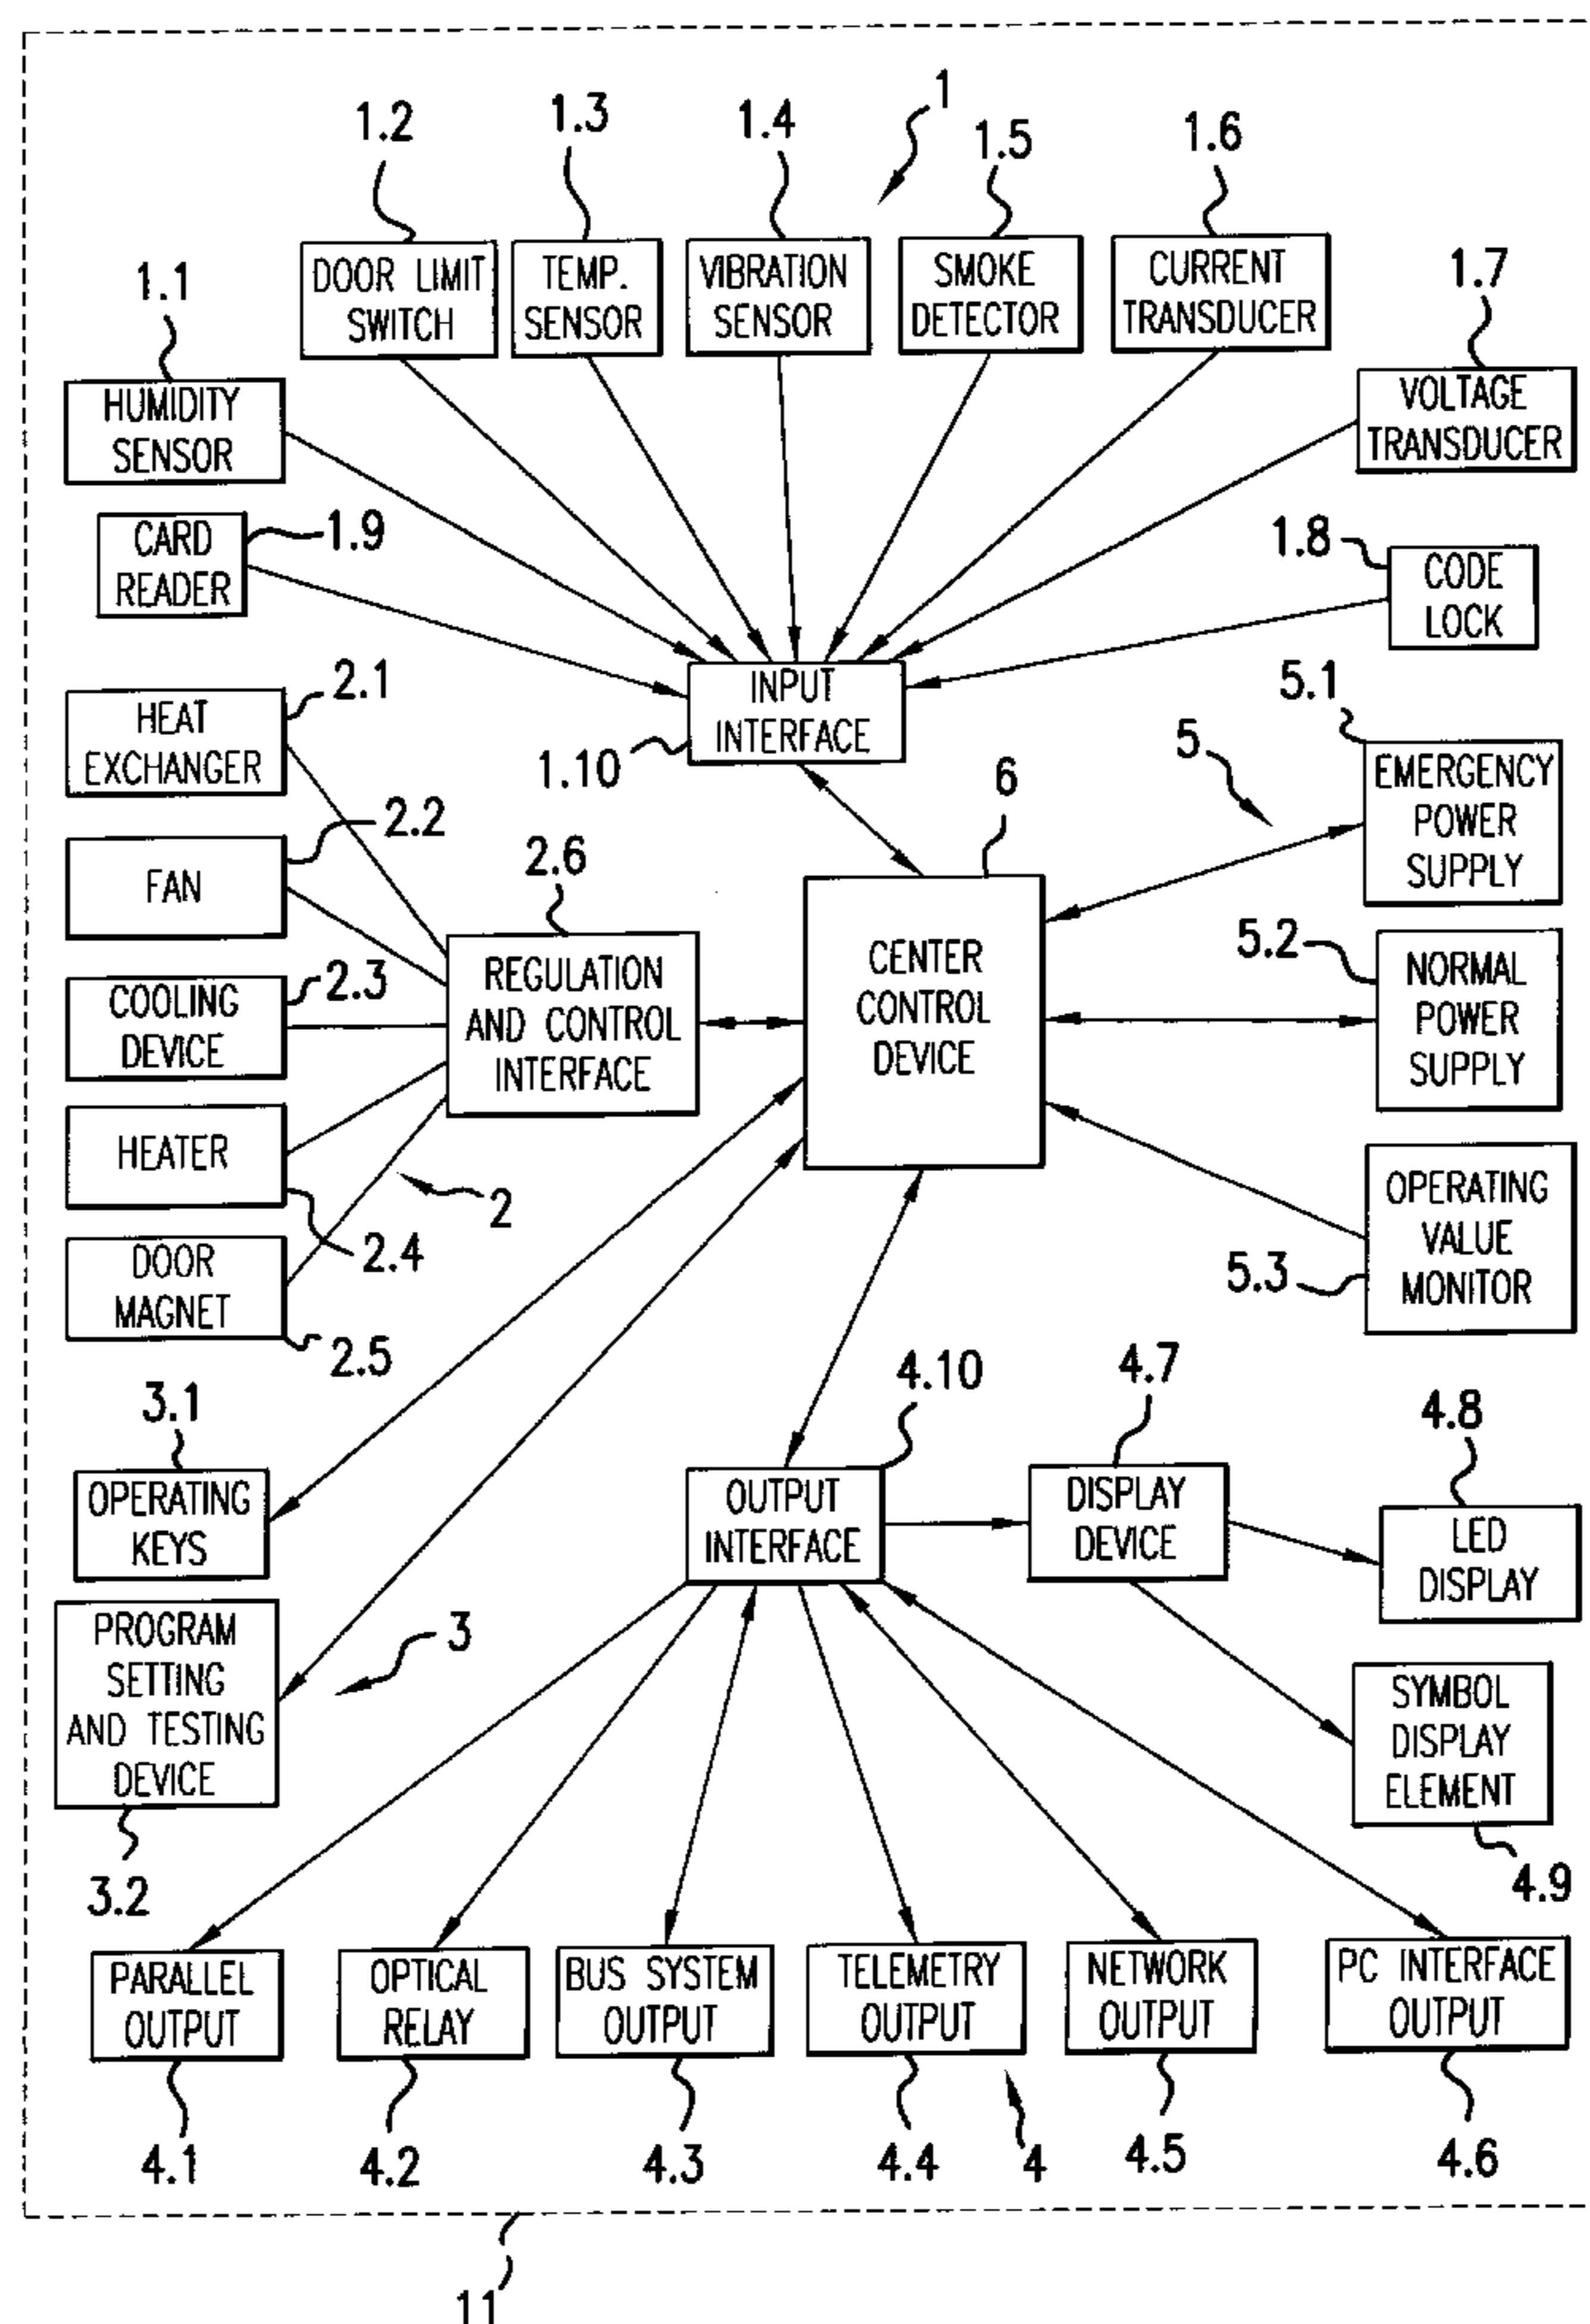 1
1.2
1.3
1.4
1.5
1.6
DOOR LIMIT
SWITCH
TEMP.
SENSOR
VIBRATION
SENSOR
SMOKE
DETECTOR
CURRENT
TRANSDUCER
1.1
1.7
HUMIDITY
SENSOR
VOLTAGE
TRANSDUCER
CARD
READER
1.9
1.8
CODE
LOCK
INPUT
INTERFACE
1.10
HEAT
EXCHANGER
2.1
5
5.1
EMERGENCY
POWER
SUPPLY
FAN
2.2
2.6
6
REGULATION
AND CONTROL
INTERFACE
CENTER
CONTROL
DEVICE
5.2
NORMAL
POWER
SUPPLY
COOLING
DEVICE
2.3
HEATER
2.4
2
OPERATING
VALUE
MONITOR
5.3
DOOR
MAGNET
2.5
3.1
OPERATING
KEYS
4.10
OUTPUT
INTERFACE
4.7
DISPLAY
DEVICE
4.8
LED
DISPLAY
PROGRAM
SETTING
AND TESTING
DEVICE
3
3.2
SYMBOL
DISPLAY
ELEMENT
4.9
PARALLEL
OUTPUT
OPTICAL
RELAY
BUS SYSTEM
OUTPUT
TELEMETRY
OUTPUT
NETWORK
OUTPUT
PC INTERFACE
OUTPUT
4.1
4.2
4.3
4.4
4
4.5
4.6
11